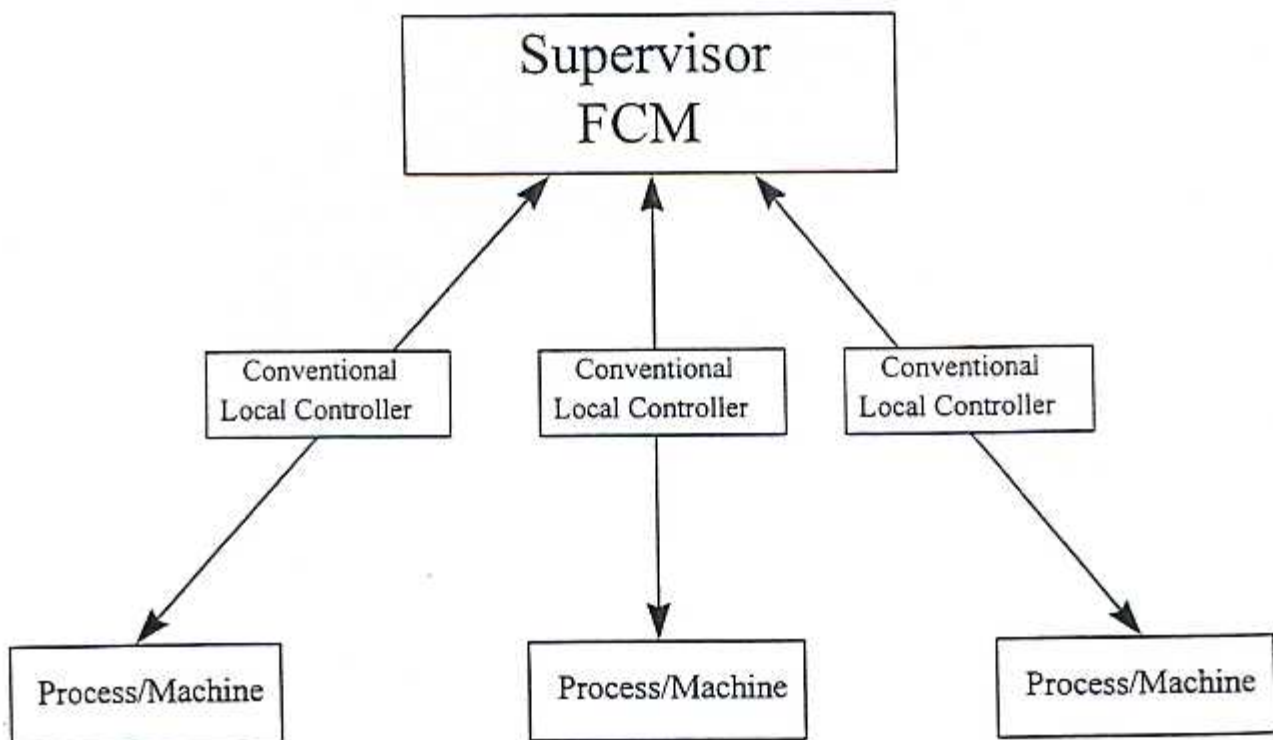 Supervisor
FCM
Conventional
Local Controller
Conventional
Local Controller
Conventional
Local Controller
Process/Machine
Process/Machine
Process/Machine